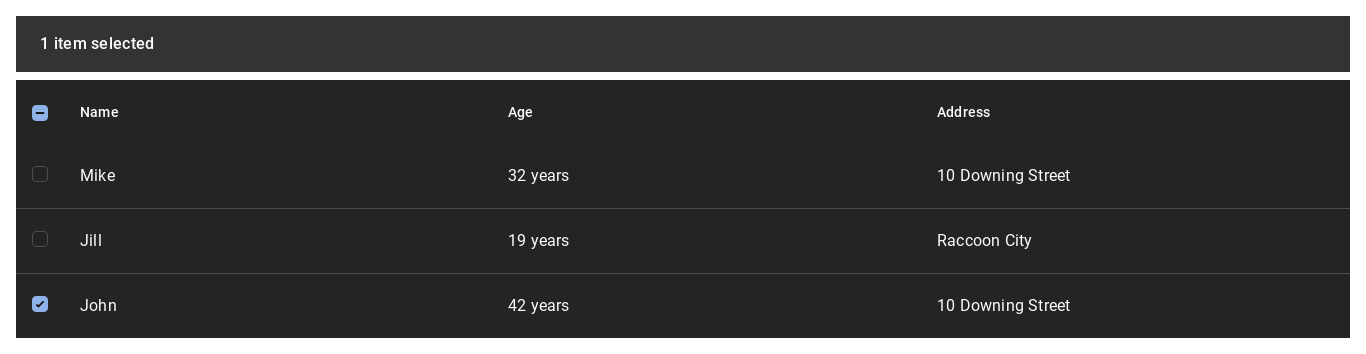 1 item selected
Name Age Address
Mike 32 years 10 Downing Street
Jill 19 years Raccoon City
John 42 years 10 Downing Street